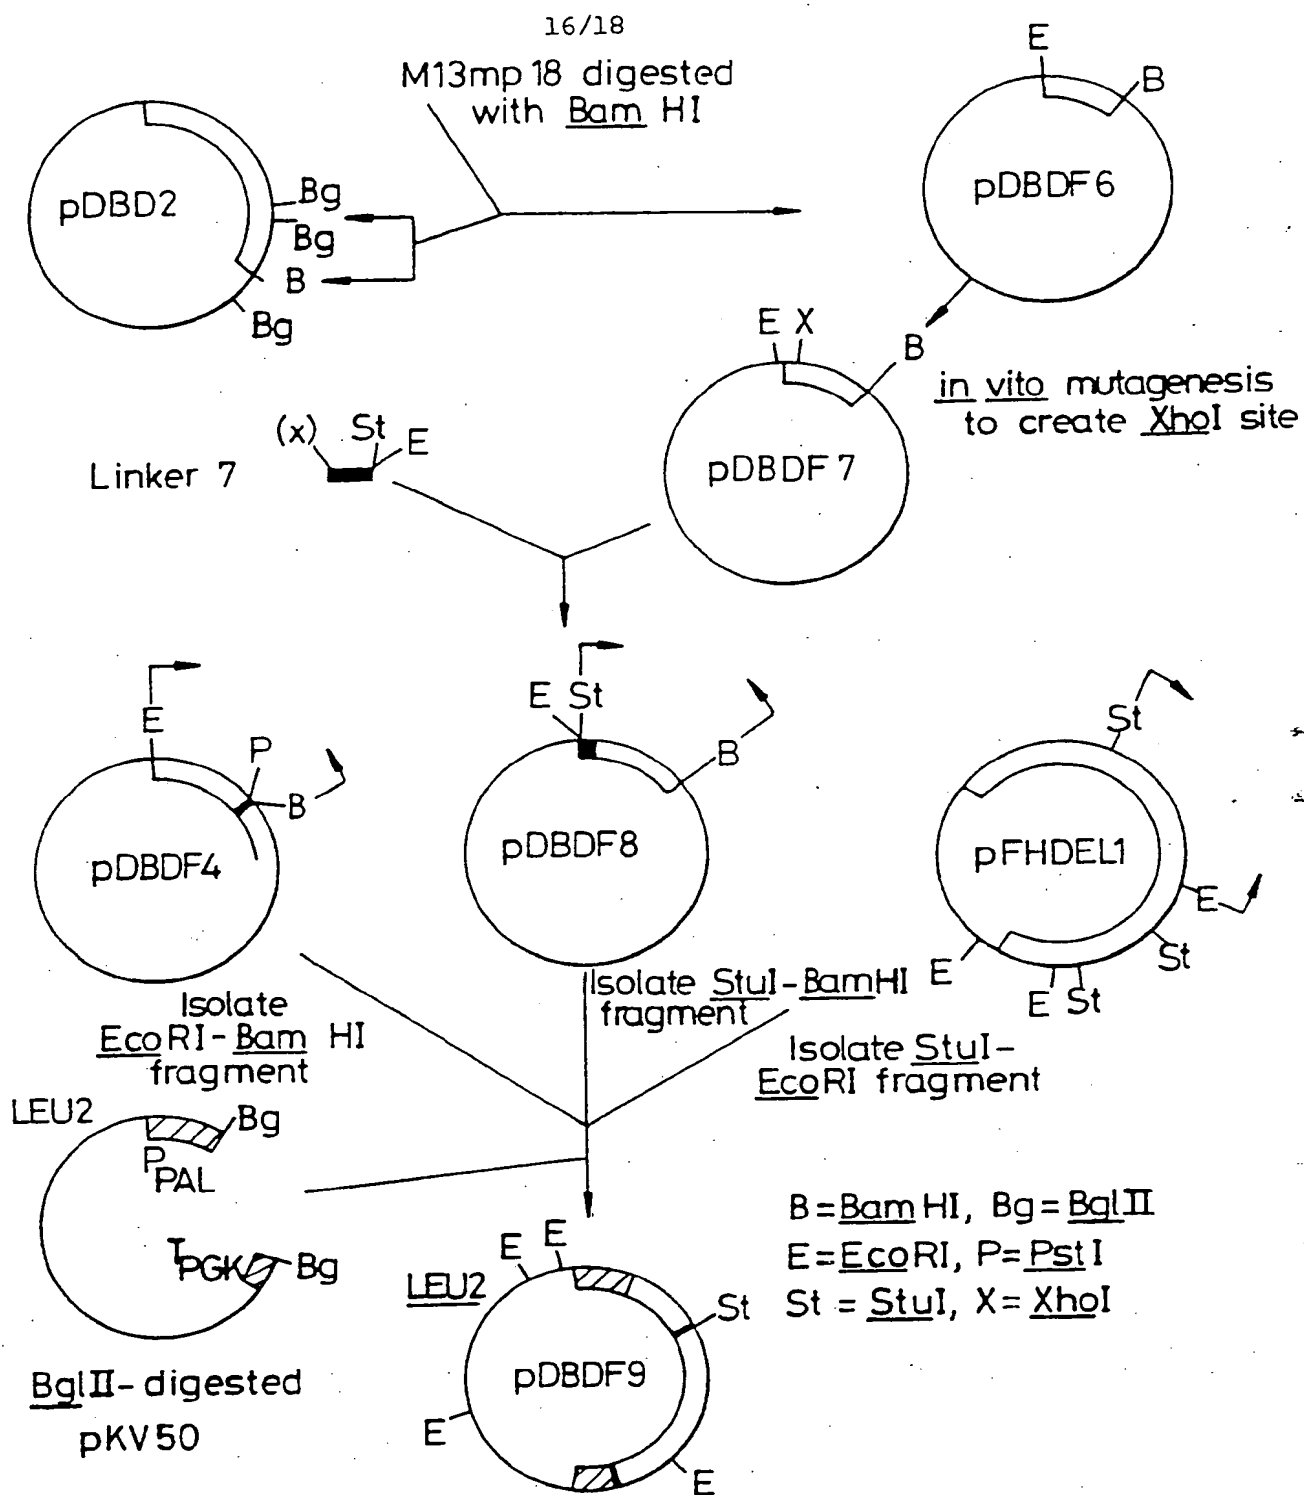 16/18
M13mp18 digested
with Bam HI
pDBD2
Bg
Bg
B
Bg
E
B
pDBDF6
in vito mutagenesis
to create XhoI site
E X
B
pDBDF7
Linker 7
(x)
St
E
E
P
B
pDBDF4
E St
B
pDBDF8
St
E
St
E St
E
pFHDEL1
Isolate
EcoRI-Bam HI
fragment
Isolate StuI-BamHI
fragment
Isolate StuI-
EcoRI fragment
LEU2
Bg
PPAL
TPGK
Bg
BglII-digested
pKV50
E
E
LEU2
St
pDBDF9
E
E
B=Bam HI, Bg=BglII
E=EcoRI, P=PstI
St = StuI, X=XhoI